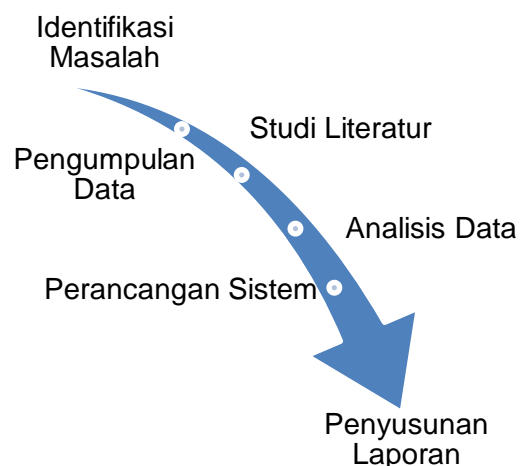 Identifikasi
Masalah
Studi Literatur
Pengumpulan
Data
Analisis Data
Perancangan Sistem
Penyusunan
Laporan